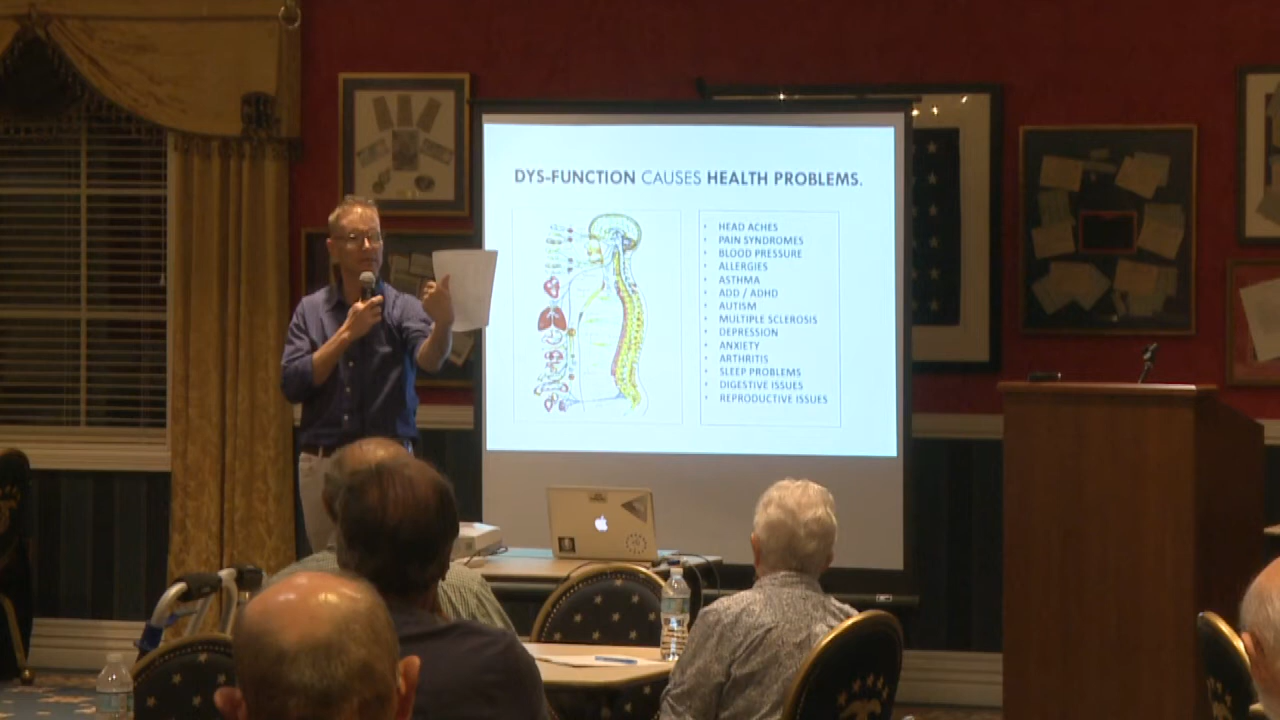 DYS-FUNCTION CAUSES HEALTH PROBLEMS.
• HEAD ACHES
• PAIN SYNDROMES
• BLOOD PRESSURE
• ALLERGIES
• ASTHMA
• ADD / ADHD
• AUTISM
• MULTIPLE SCLEROSIS
• DEPRESSION
• ANXIETY
• ARTHRITIS
• SLEEP PROBLEMS
• DIGESTIVE ISSUES
• REPRODUCTIVE ISSUES